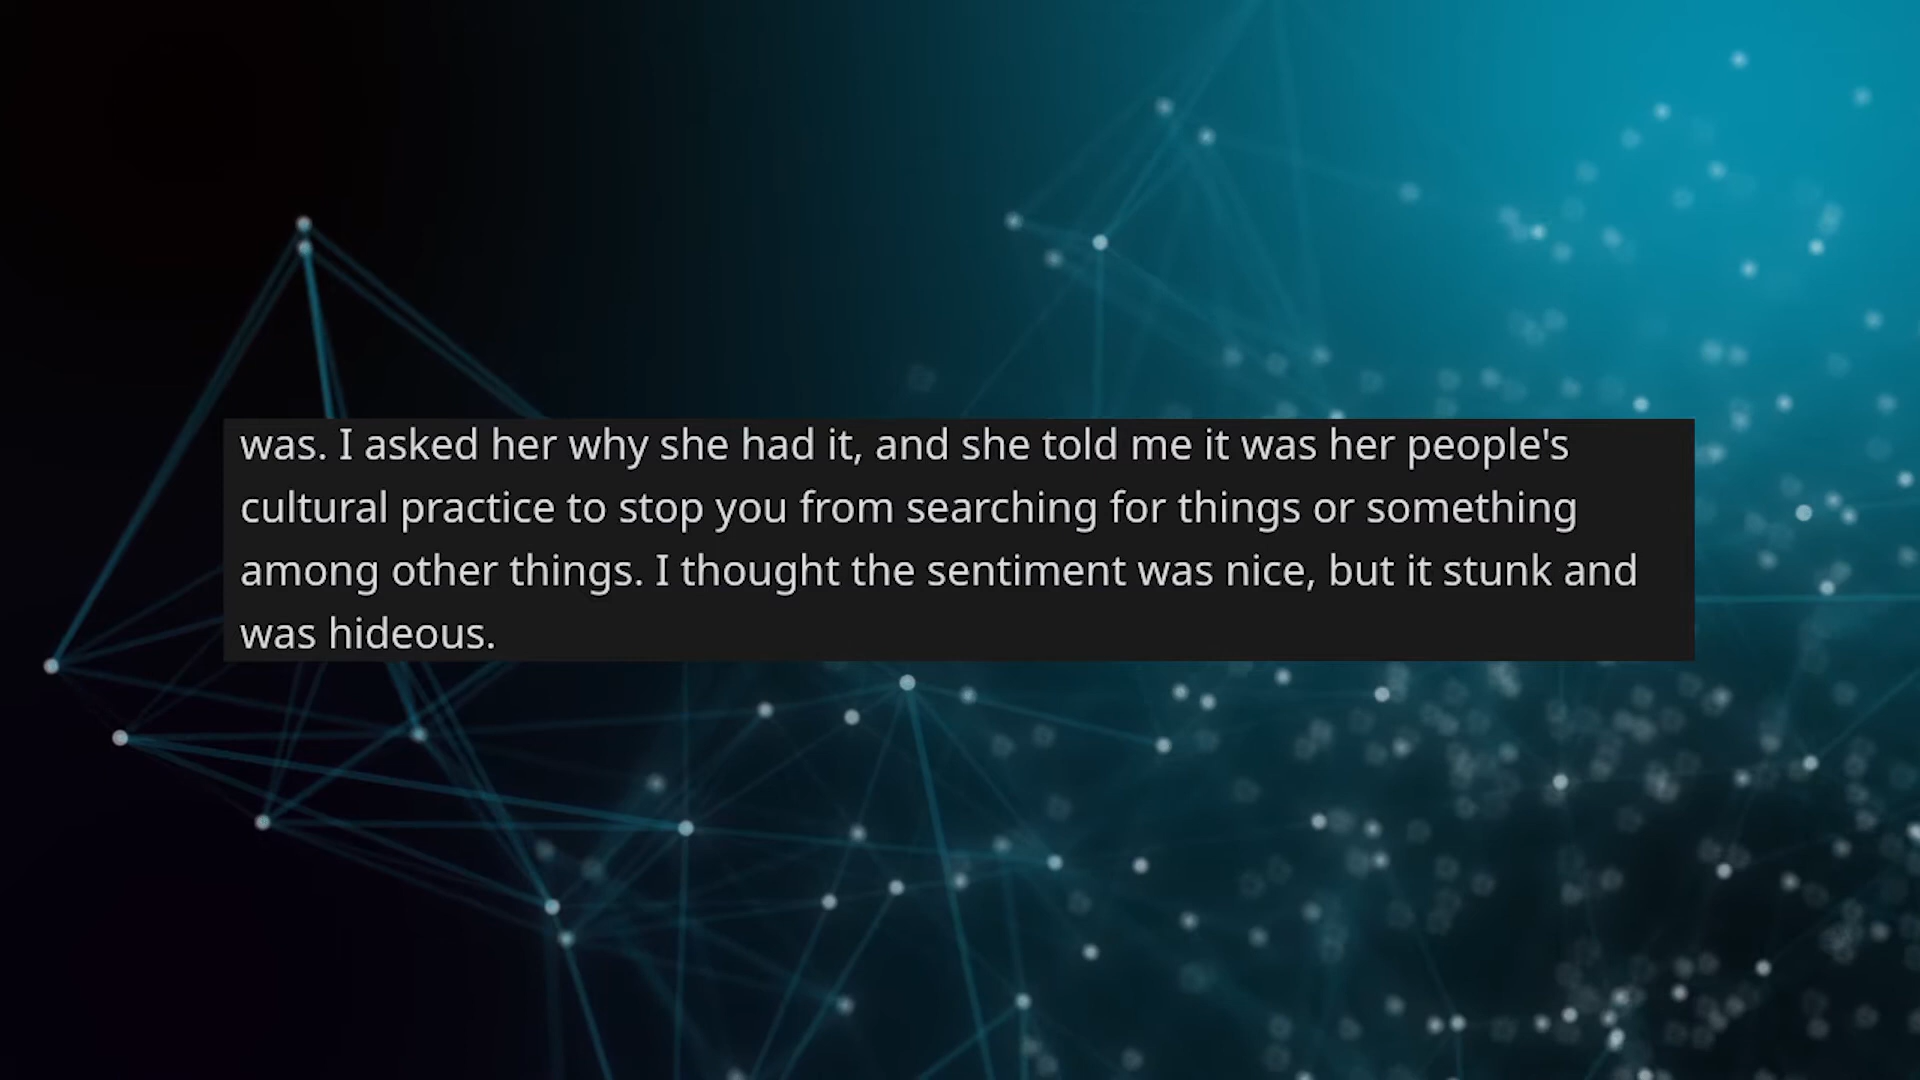 was. I asked her why she had it, and she told me it was her people's
cultural practice to stop you from searching for things or something
among other things. I thought the sentiment was nice, but it stunk and
was hideous.